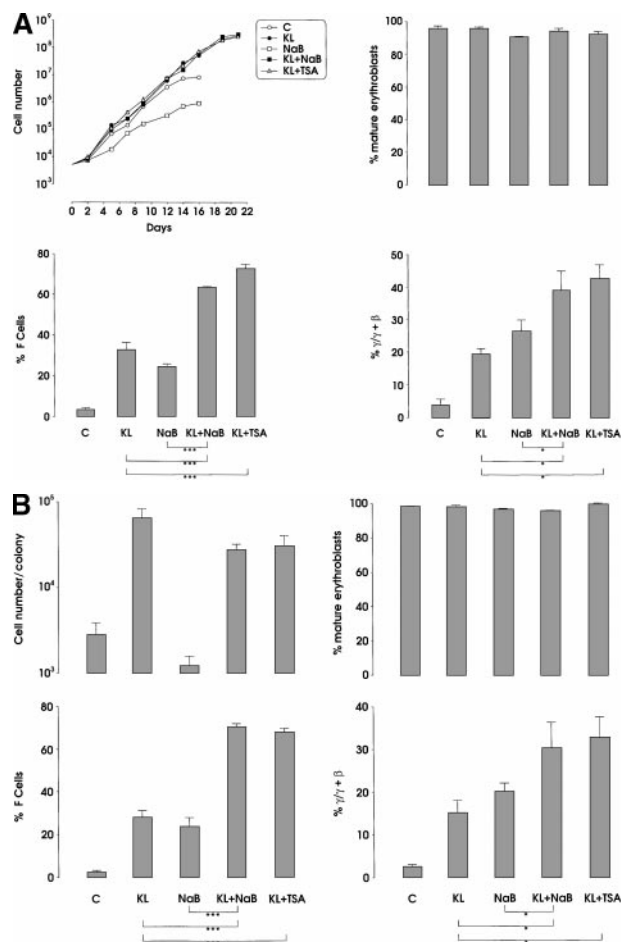 A
Cell number
10⁹
10⁸
10⁷
10⁶
10⁵
10⁴
10³
0 2 4 6 8 10 12 14 16 18 20 22
Days
C
KL
NaB
KL+NaB
KL+TSA
% mature erythroblasts
100
80
60
40
20
0
% F Cells
80
60
40
20
0
C KL NaB KL+NaB KL+TSA
***
***
***
% γ/γ + β
50
40
30
20
10
0
C KL NaB KL+NaB KL+TSA
*
*
*
B
Cell number/colony
10⁵
10⁴
10³
% mature erythroblasts
100
80
60
40
20
0
% F Cells
80
60
40
20
0
C KL NaB KL+NaB KL+TSA
***
***
% γ/γ + β
40
30
20
10
0
C KL NaB KL+NaB KL+TSA
*
*